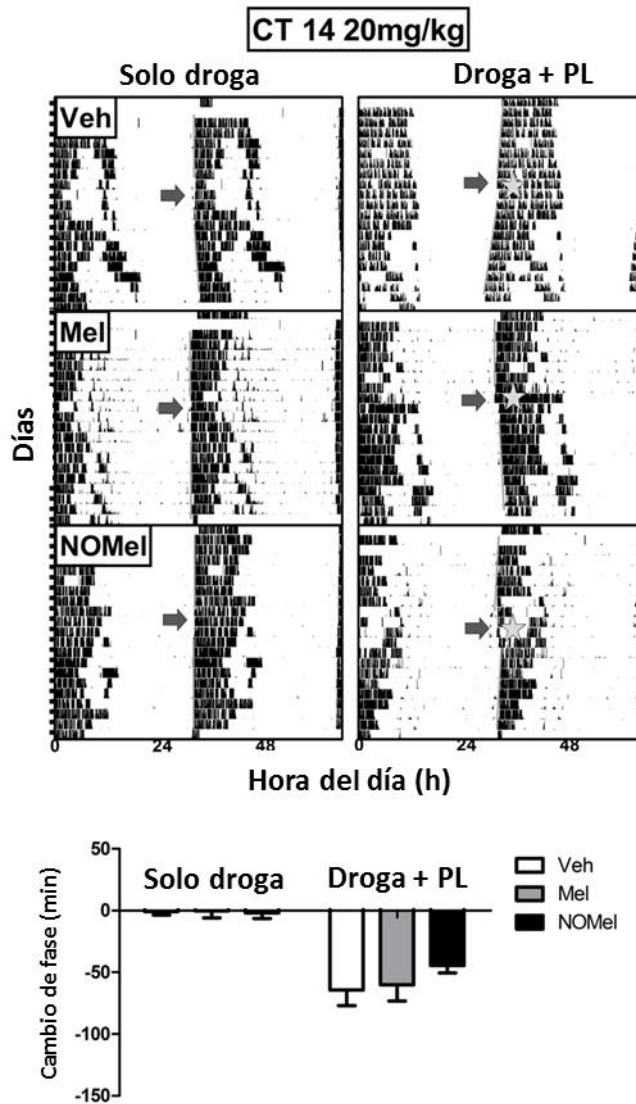 CT 14 20mg/kg
Solo droga
Droga + PL
Veh
Mel
NOMel
Días
0
24
48
0
24
48
Hora del día (h)
Cambio de fase (min)
50
0
-50
-100
-150
Solo droga
Droga + PL
Veh
Mel
NOMel